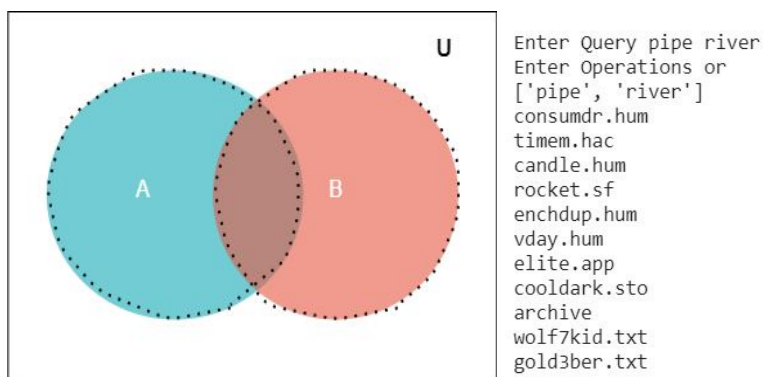 U
A
B
Enter Query pipe river
Enter Operations or
['pipe', 'river']
consumdr.hum
timem.hac
candle.hum
rocket.sf
enchdup.hum
vday.hum
elite.app
cooldark.sto
archive
wolf7kid.txt
gold3ber.txt